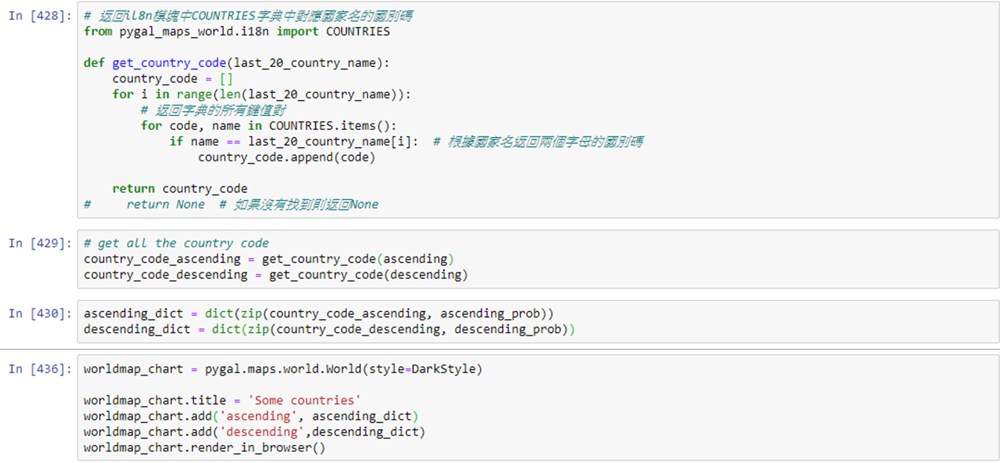 In [428]: # 返回il8n模塊中COUNTRIES字典中對應國家名的國別碼
from pygal_maps_world.i18n import COUNTRIES
def get_country_code(last_20_country_name):
    country_code = []
    for i in range(len(last_20_country_name)):
        # 返回字典的所有鍵值對
        for code, name in COUNTRIES.items():
            if name == last_20_country_name[i]:  # 根據國家名返回兩個字母的國別碼
                country_code.append(code)
    return country_code
#     return None  # 如果沒有找到則返回None
In [429]: # get all the country code
country_code_ascending = get_country_code(ascending)
country_code_descending = get_country_code(descending)
In [430]: ascending_dict = dict(zip(country_code_ascending, ascending_prob))
descending_dict = dict(zip(country_code_descending, descending_prob))
In [436]: worldmap_chart = pygal.maps.world.World(style=DarkStyle)
worldmap_chart.title = 'Some countries'
worldmap_chart.add('ascending', ascending_dict)
worldmap_chart.add('descending',descending_dict)
worldmap_chart.render_in_browser()